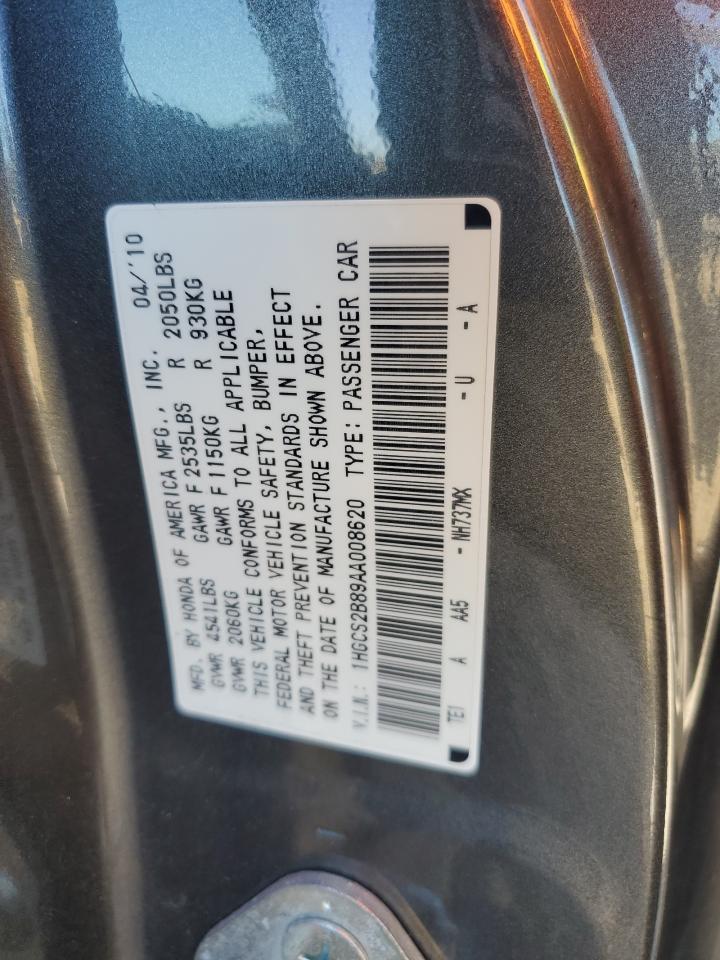 MFD. BY HONDA OF AMERICA MFG., INC. 04/'10
GVWR 4541LBS GAWR F 2535LBS R 2050LBS
GVWR 2060KG GAWR F 1150KG R 930KG
THIS VEHICLE CONFORMS TO ALL APPLICABLE
FEDERAL MOTOR VEHICLE SAFETY, BUMPER,
AND THEFT PREVENTION STANDARDS IN EFFECT
ON THE DATE OF MANUFACTURE SHOWN ABOVE.
V.I.N.: 1HGCS2B89AA008620 TYPE: PASSENGER CAR
TE1 A AA5 - NH737MX - U - A